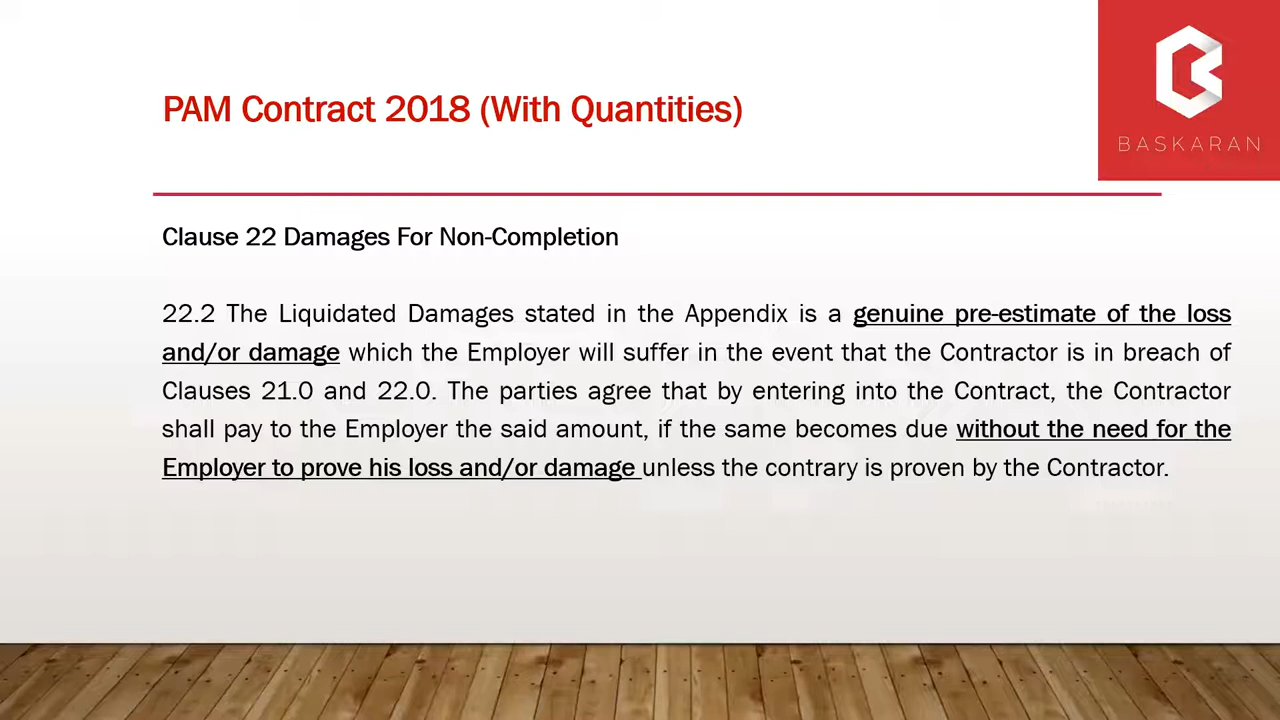 PAM Contract 2018 (With Quantities)
BASKARAN
Clause 22 Damages For Non-Completion
22.2 The Liquidated Damages stated in the Appendix is a genuine pre-estimate of the loss
and/or damage which the Employer will suffer in the event that the Contractor is in breach of
Clauses 21.0 and 22.0. The parties agree that by entering into the Contract, the Contractor
shall pay to the Employer the said amount, if the same becomes due without the need for the
Employer to prove his loss and/or damage unless the contrary is proven by the Contractor.